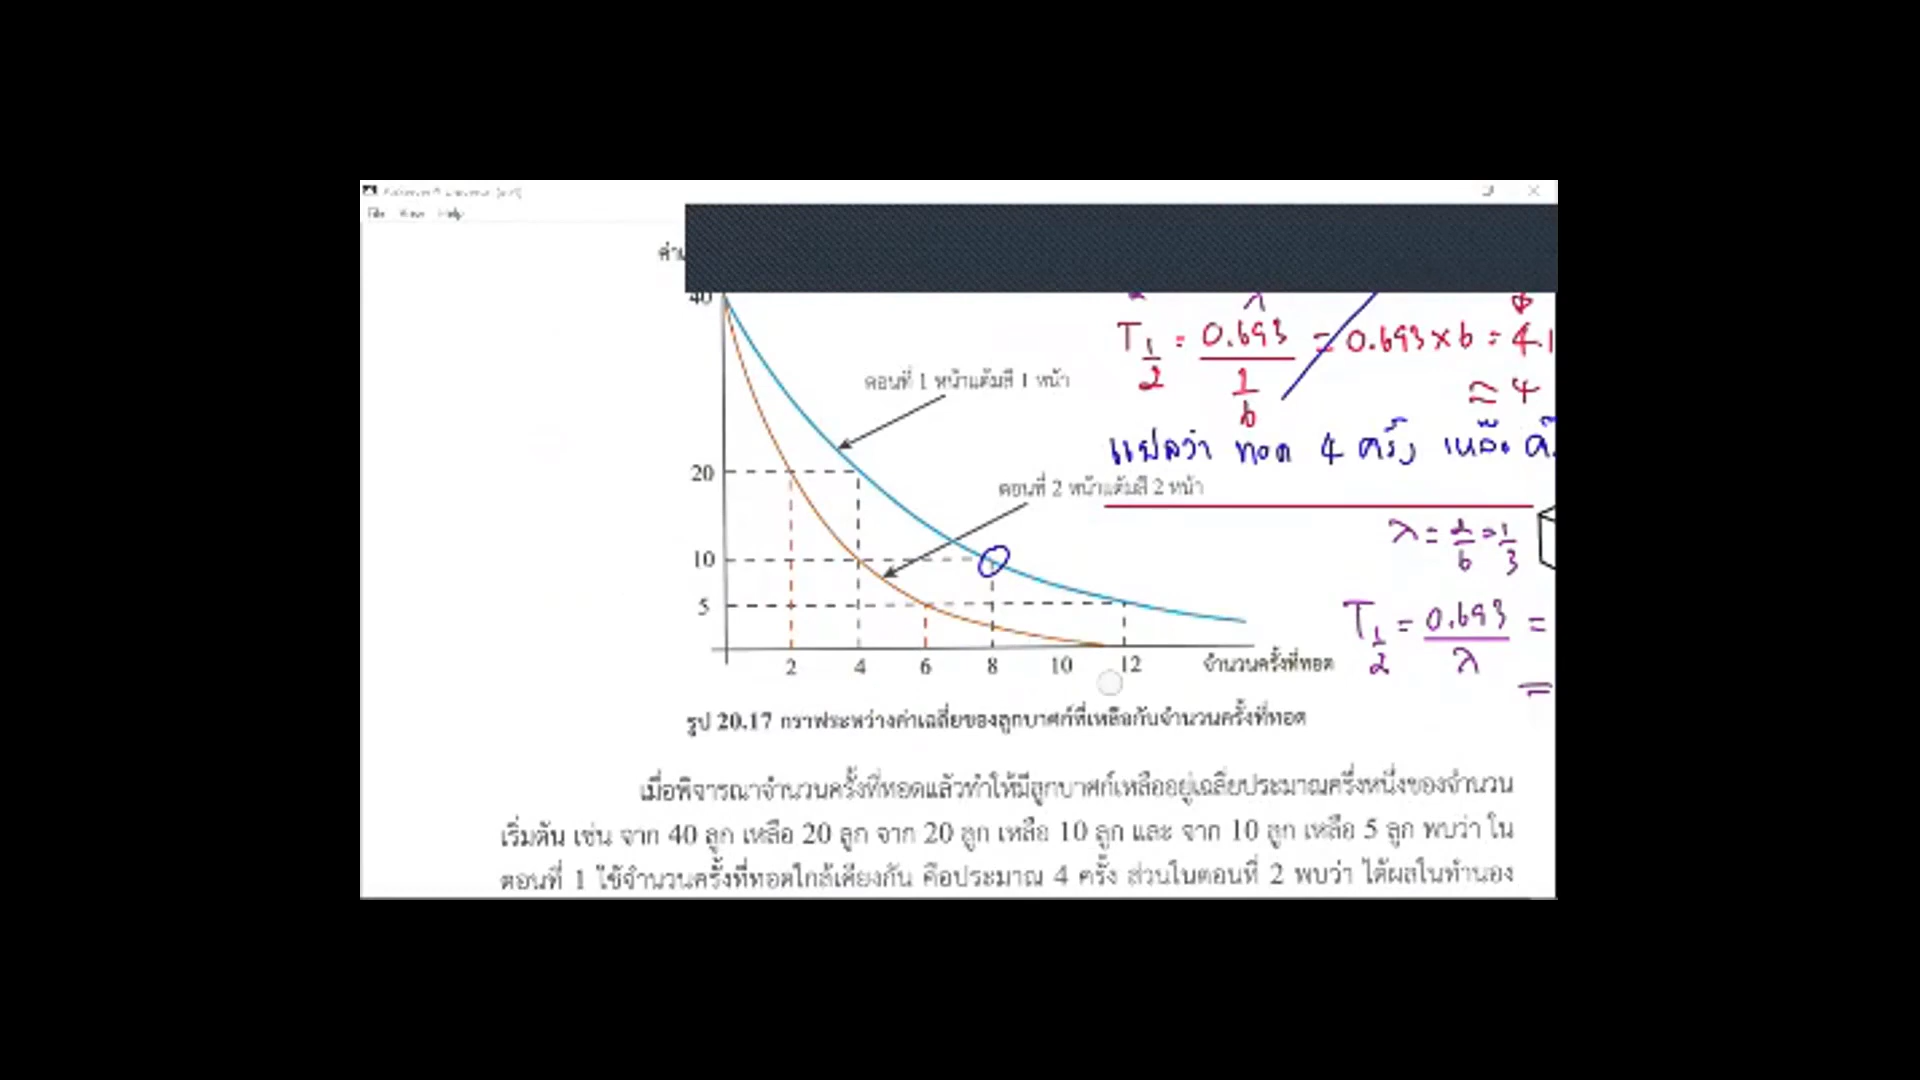 File View Help
40
T1/2 = 0.693 / 1/6 = 0.693 x 6 = 4.1
≈ 4
ตอนที่ 1 หน้าแต้มสี 1 หน้า
แปลว่า ทอด 4 ครั้ง เหลือ
20
ตอนที่ 2 หน้าแต้มสี 2 หน้า
λ = 2/6 = 1/3
10
5
T1/2 = 0.693 / λ =
=
2 4 6 8 10 12 จำนวนครั้งที่ทอด
รูป 20.17 กราฟระหว่างค่าเฉลี่ยของลูกบาศก์ที่เหลือกับจำนวนครั้งที่ทอด
เมื่อพิจารณาจำนวนครั้งที่ทอดแล้วทำให้มีลูกบาศก์เหลืออยู่เฉลี่ยประมาณครึ่งหนึ่งของจำนวน
เริ่มต้น เช่น จาก 40 ลูก เหลือ 20 ลูก จาก 20 ลูก เหลือ 10 ลูก และ จาก 10 ลูก เหลือ 5 ลูก พบว่า ใน
ตอนที่ 1 ใช้จำนวนครั้งที่ทอดใกล้เคียงกัน คือประมาณ 4 ครั้ง ส่วนในตอนที่ 2 พบว่า ได้ผลในทำนอง